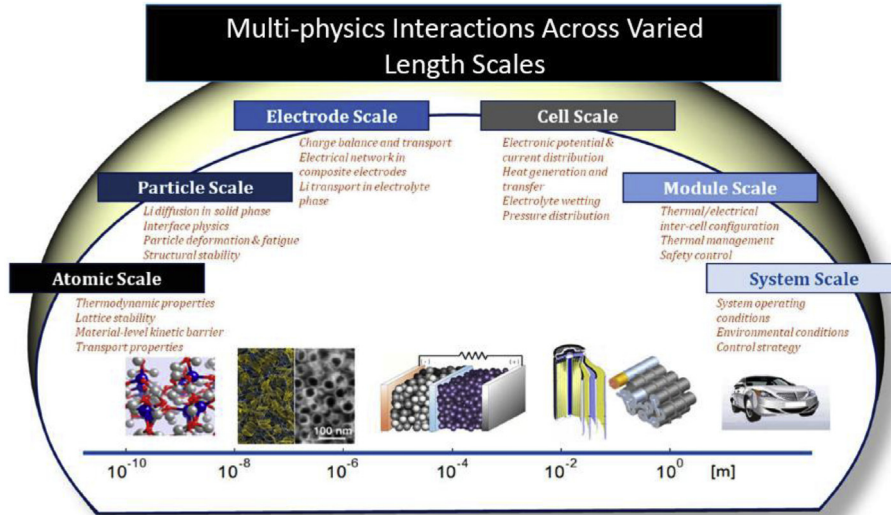 Multi-physics Interactions Across Varied
Length Scales
Electrode Scale
Charge balance and transport
Electrical network in
composite electrodes
Li transport in electrolyte
phase
Cell Scale
Electronic potential &
current distribution
Heat generation and
transfer
Electrolyte wetting
Pressure distribution
Particle Scale
Li diffusion in solid phase
Interface physics
Particle deformation & fatigue
Structural stability
Module Scale
Thermal/electrical
inter-cell configuration
Thermal management
Safety control
Atomic Scale
Thermodynamic properties
Lattice stability
Material-level kinetic barrier
Transport properties
System Scale
System operating
conditions
Environmental conditions
Control strategy
(-) (+)
100 nm
10⁻¹⁰ 10⁻⁸ 10⁻⁶ 10⁻⁴ 10⁻² 10⁰ [m]